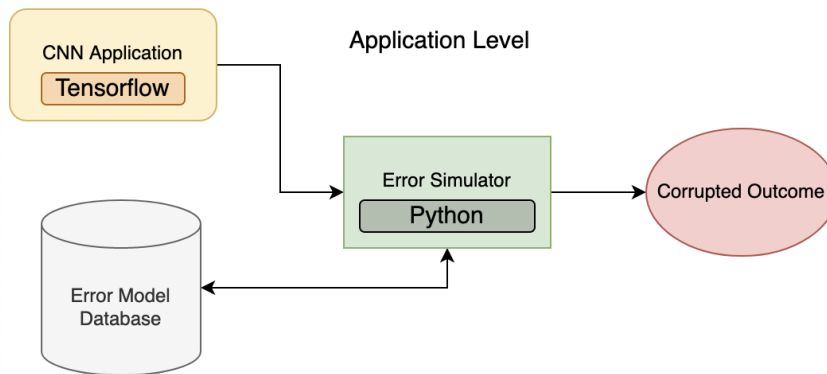 Application Level
CNN Application
Tensorflow
Error Simulator
Python
Corrupted Outcome
Error Model
Database